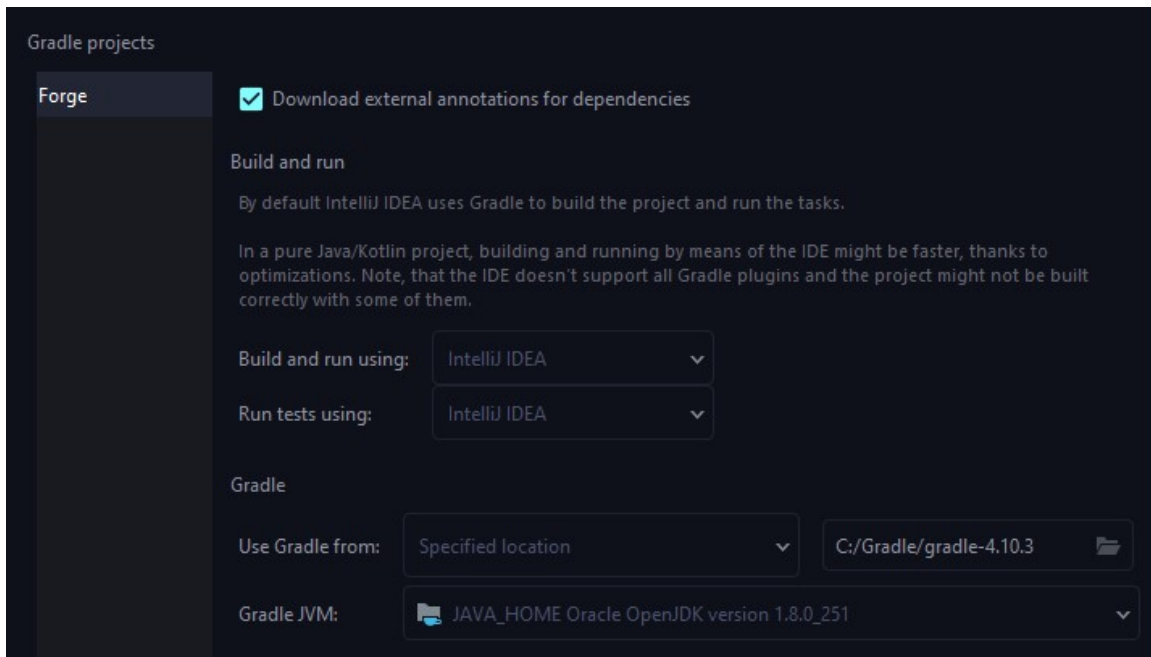 Gradle projects
Forge
Download external annotations for dependencies
Build and run
By default IntelliJ IDEA uses Gradle to build the project and run the tasks.
In a pure Java/Kotlin project, building and running by means of the IDE might be faster, thanks to
optimizations. Note, that the IDE doesn't support all Gradle plugins and the project might not be built
correctly with some of them.
Build and run using: IntelliJ IDEA
Run tests using: IntelliJ IDEA
Gradle
Use Gradle from: Specified location C:/Gradle/gradle-4.10.3
Gradle JVM: JAVA_HOME Oracle OpenJDK version 1.8.0_251